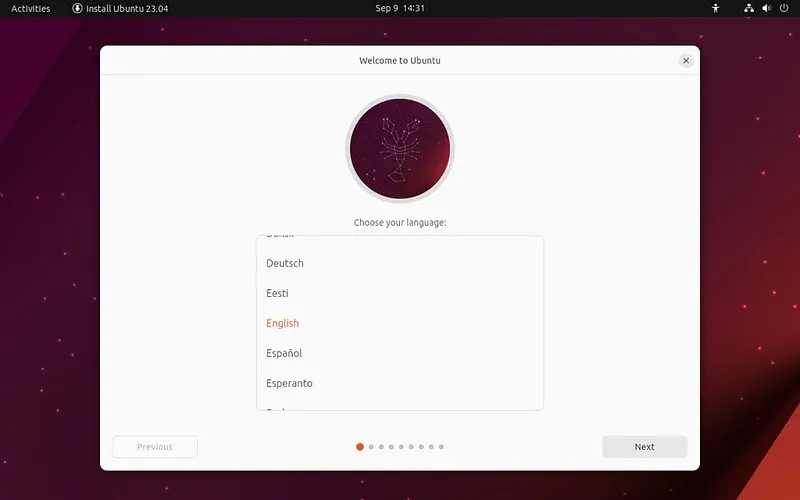 Activities
Install Ubuntu 23.04
Sep 9 14:31
Welcome to Ubuntu
Choose your language:
Deutsch
Eesti
English
Español
Esperanto
Previous
Next